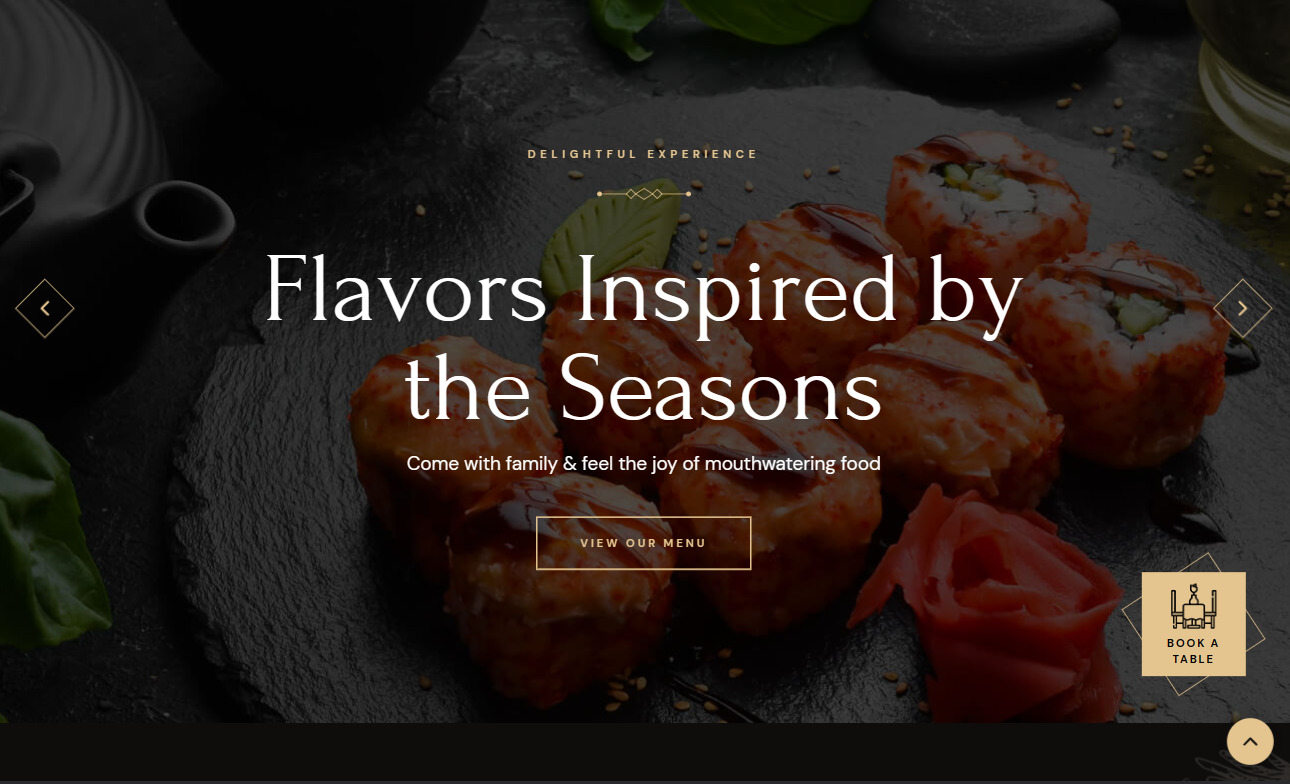 DELIGHTFUL EXPERIENCE
Flavors Inspired by
the Seasons
Come with family & feel the joy of mouthwatering food
VIEW OUR MENU
BOOK A
TABLE